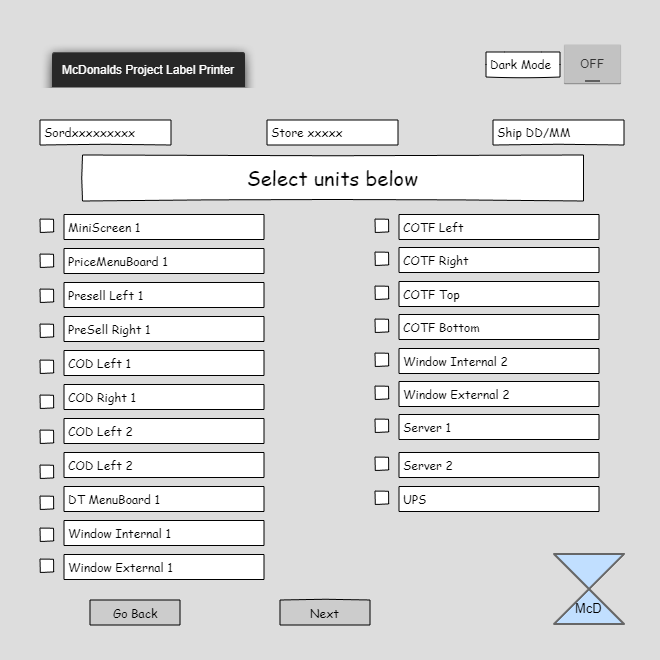 McDonalds Project Label Printer
Dark Mode
OFF
Sordxxxxxxxxx
Store xxxxx
Ship DD/MM
Select units below
MiniScreen 1
PriceMenuBoard 1
Presell Left 1
PreSell Right 1
COD Left 1
COD Right 1
COD Left 2
COD Left 2
DT MenuBoard 1
Window Internal 1
Window External 1
COTF Left
COTF Right
COTF Top
COTF Bottom
Window Internal 2
Window External 2
Server 1
Server 2
UPS
Go Back
Next
McD